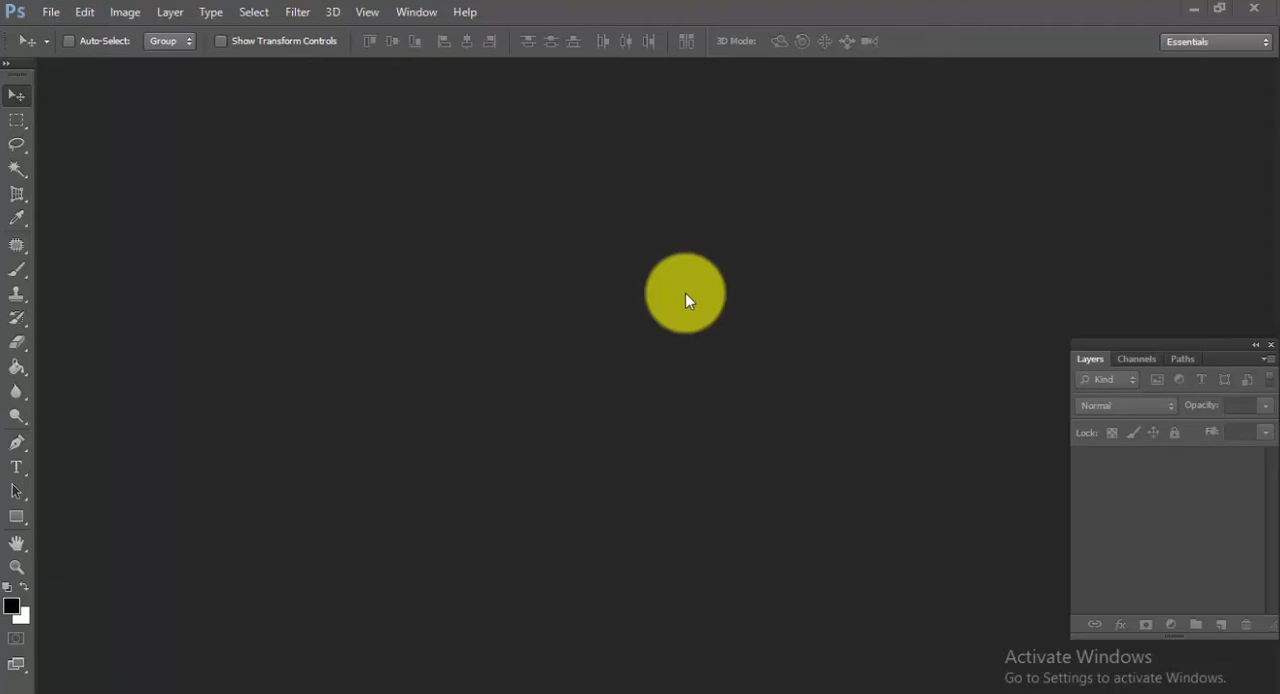 Ps File Edit Image Layer Type Select Filter 3D View Window Help
Auto-Select: Group Show Transform Controls 3D Mode: Essentials
Layers Channels Paths
Kind T
Normal Opacity:
Lock: Fill:
T
fx
Activate Windows
Go to Settings to activate Windows.